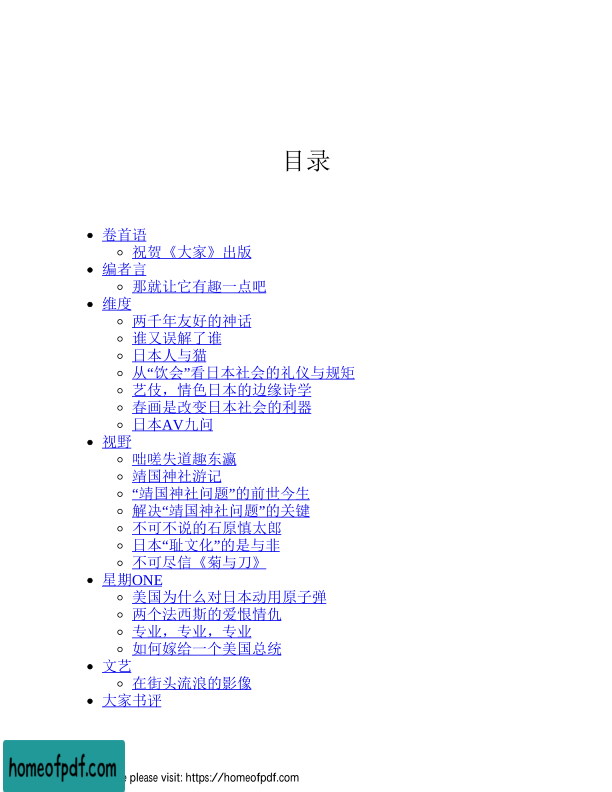 目录
卷首语
祝贺《大家》出版
编者言
那就让它有趣一点吧
维度
两千年友好的神话
谁又误解了谁
日本人与猫
从“饮会”看日本社会的礼仪与规矩
艺伎，情色日本的边缘诗学
春画是改变日本社会的利器
日本AV九问
视野
咄嗟失道趣东瀛
靖国神社游记
“靖国神社问题”的前世今生
解决“靖国神社问题”的关键
不可不说的石原慎太郎
日本“耻文化”的是与非
不可尽信《菊与刀》
星期ONE
美国为什么对日本动用原子弹
两个法西斯的爱恨情仇
专业，专业，专业
如何嫁给一个美国总统
文艺
在街头流浪的影像
大家书评
homeofpdf.com
please visit: https://homeofpdf.com